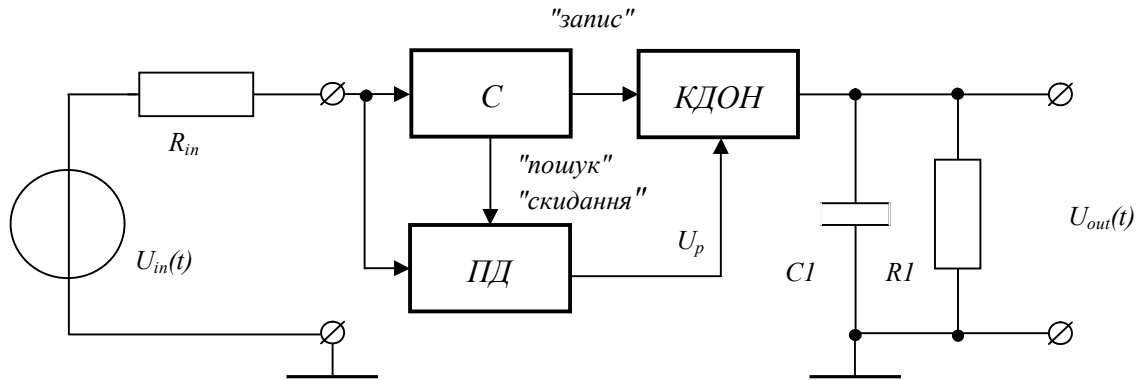 "запис"
С
КДОН
R_in
"пошук"
"скидання"
U_in(t)
ПД
U_p
C1
R1
U_out(t)